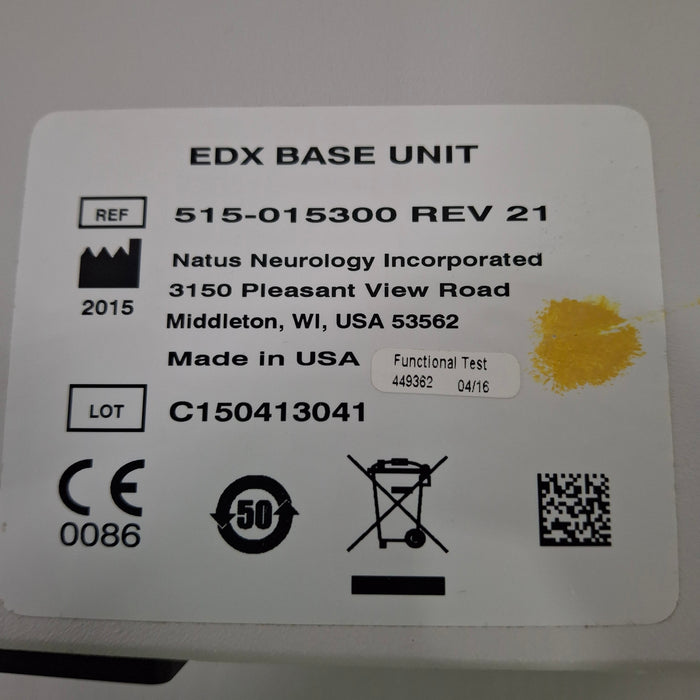 EDX BASE UNIT
REF 515-015300 REV 21
Natus Neurology Incorporated
2015 3150 Pleasant View Road
Middleton, WI, USA 53562
Made in USA
Functional Test
449362 04/16
LOT C150413041
CE
0086
50